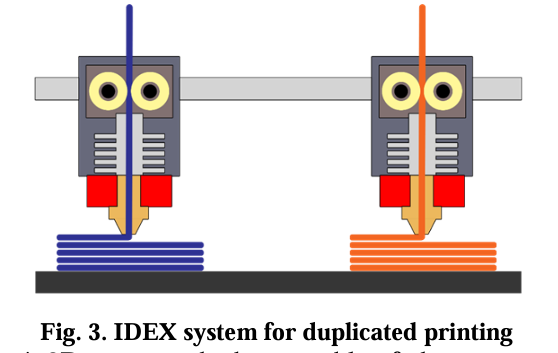 Fig. 3. IDEX system for duplicated printing